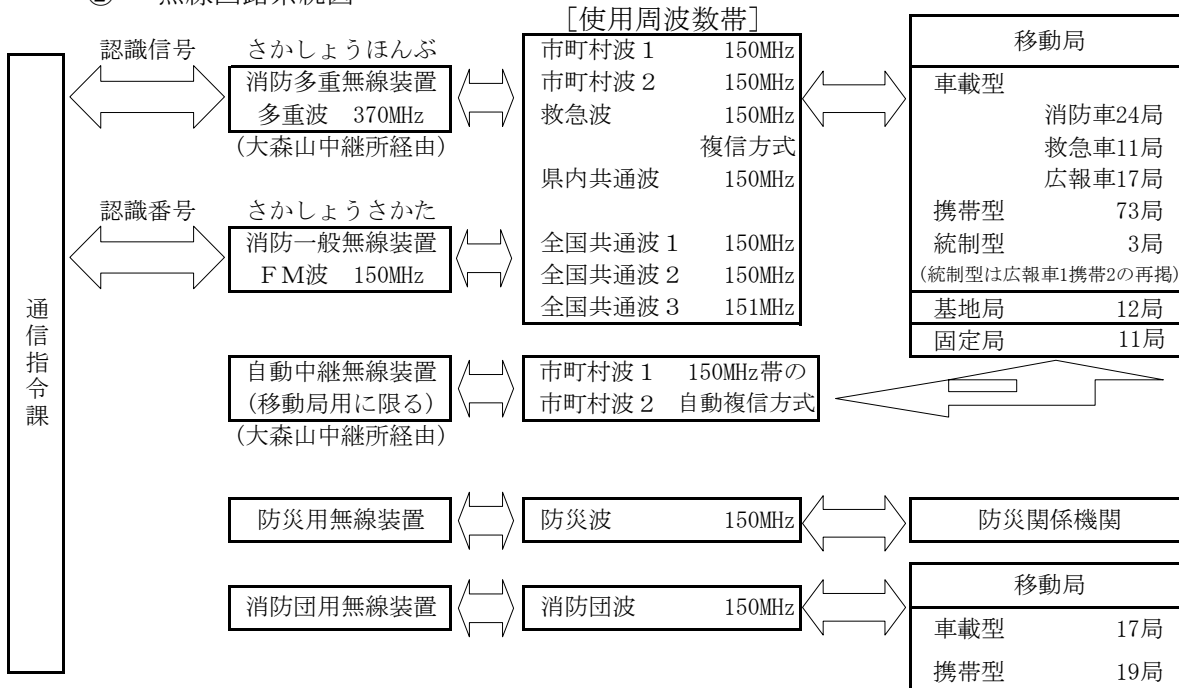 ② 無線回路系統図
[使用周波数帯]
認識信号 さかしょうほんぶ
消防多重無線装置
多重波 370MHz
(大森山中継所経由)
認識番号 さかしょうさかた
消防一般無線装置
ＦＭ波 150MHz
通信指令課
市町村波１ 150MHz
市町村波２ 150MHz
救急波 150MHz
複信方式
県内共通波 150MHz
全国共通波１ 150MHz
全国共通波２ 150MHz
全国共通波３ 151MHz
移動局
車載型
消防車24局
救急車11局
広報車17局
携帯型 73局
統制型 3局
(統制型は広報車1携帯2の再掲)
基地局 12局
固定局 11局
自動中継無線装置
(移動局用に限る)
(大森山中継所経由)
市町村波１ 150MHz帯の
市町村波２ 自動複信方式
防災用無線装置
防災波 150MHz
防災関係機関
消防団用無線装置
消防団波 150MHz
移動局
車載型 17局
携帯型 19局